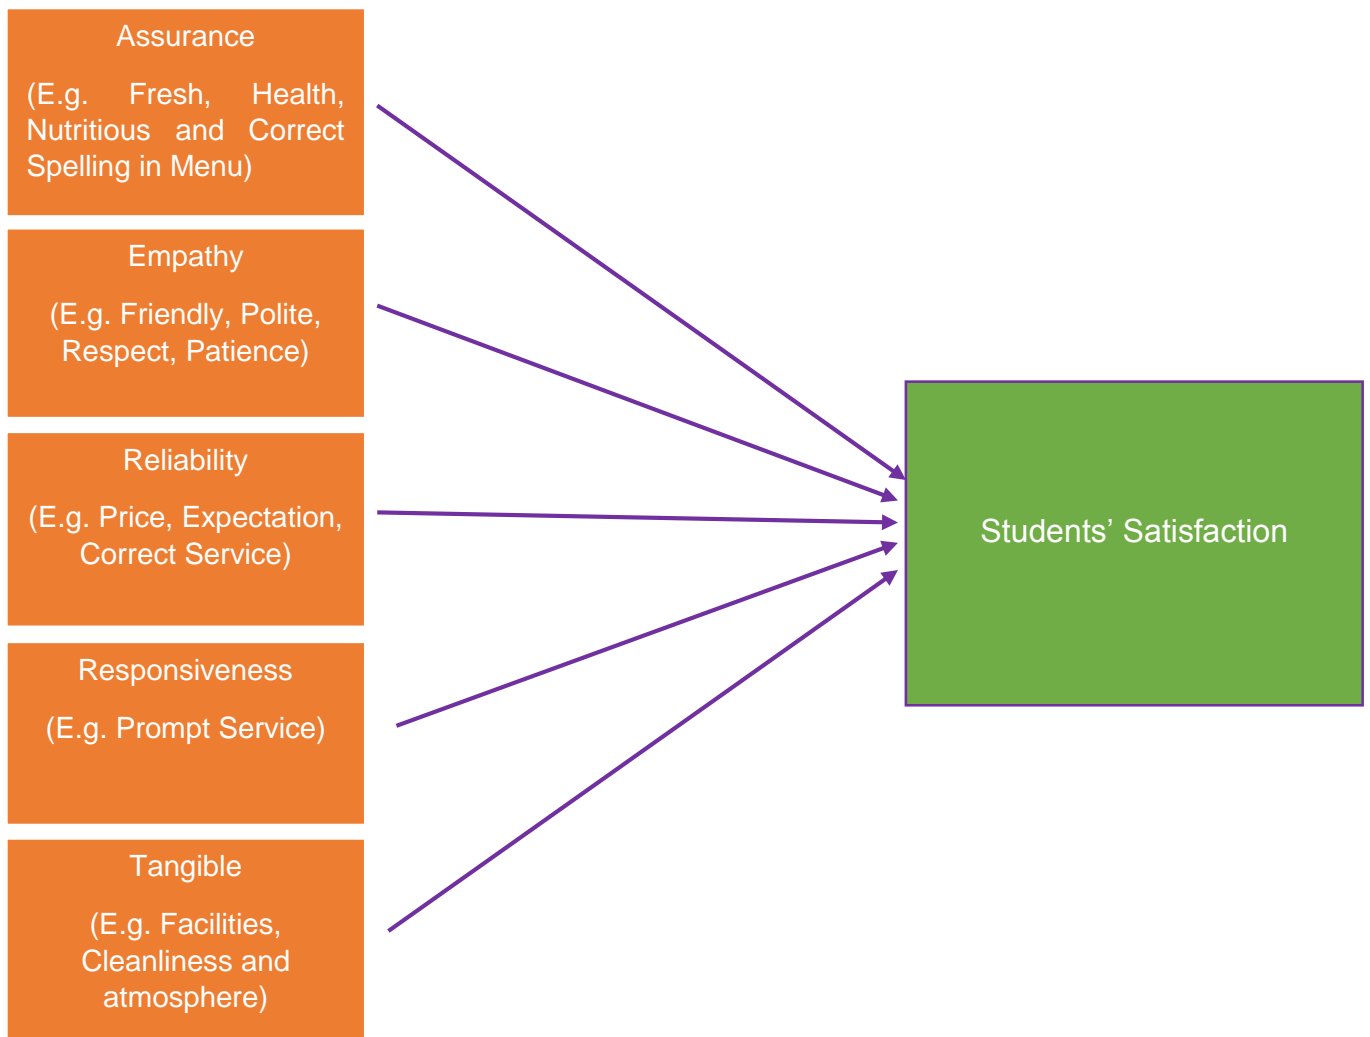 Assurance
(E.g. Fresh, Health,
Nutritious and Correct
Spelling in Menu)
Empathy
(E.g. Friendly, Polite,
Respect, Patience)
Reliability
(E.g. Price, Expectation,
Correct Service)
Responsiveness
(E.g. Prompt Service)
Tangible
(E.g. Facilities,
Cleanliness and
atmosphere)
Students’ Satisfaction